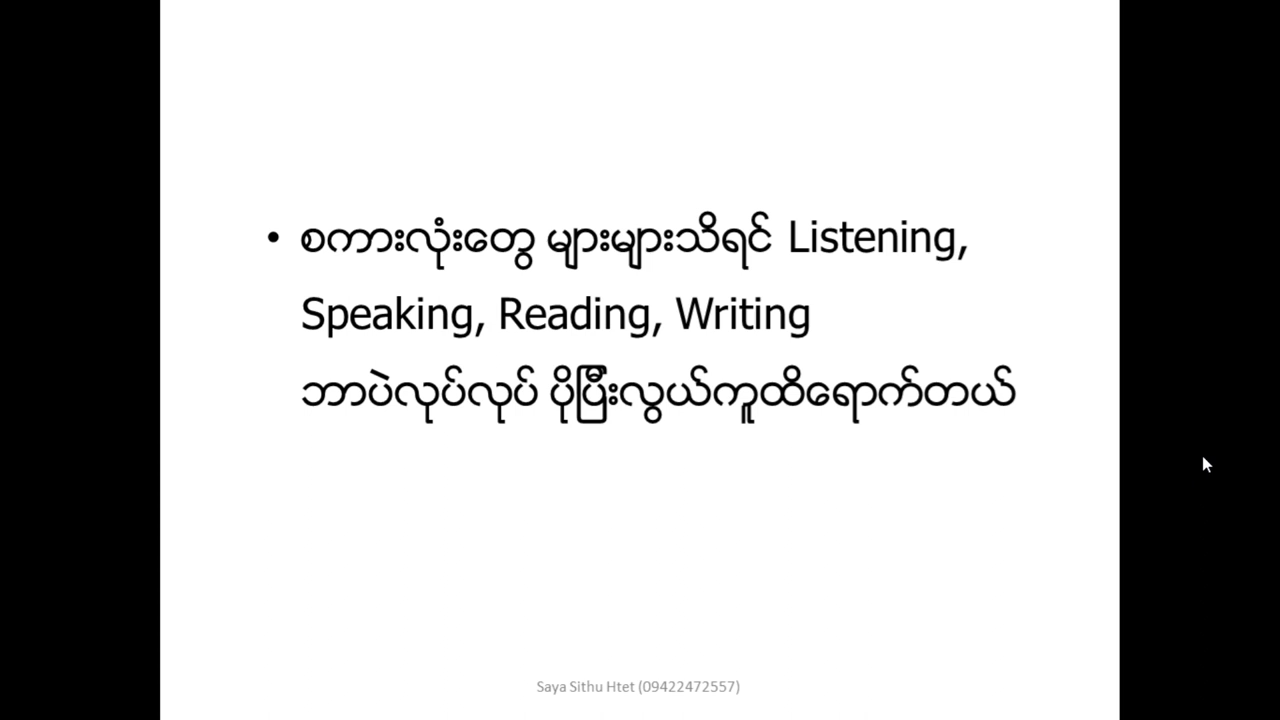 • စကားလုံးတွေ များများသိရင် Listening,
Speaking, Reading, Writing
ဘာပဲလုပ်လုပ် ပိုပြီးလွယ်ကူထိရောက်တယ်
Saya Sithu Htet (09422472557)